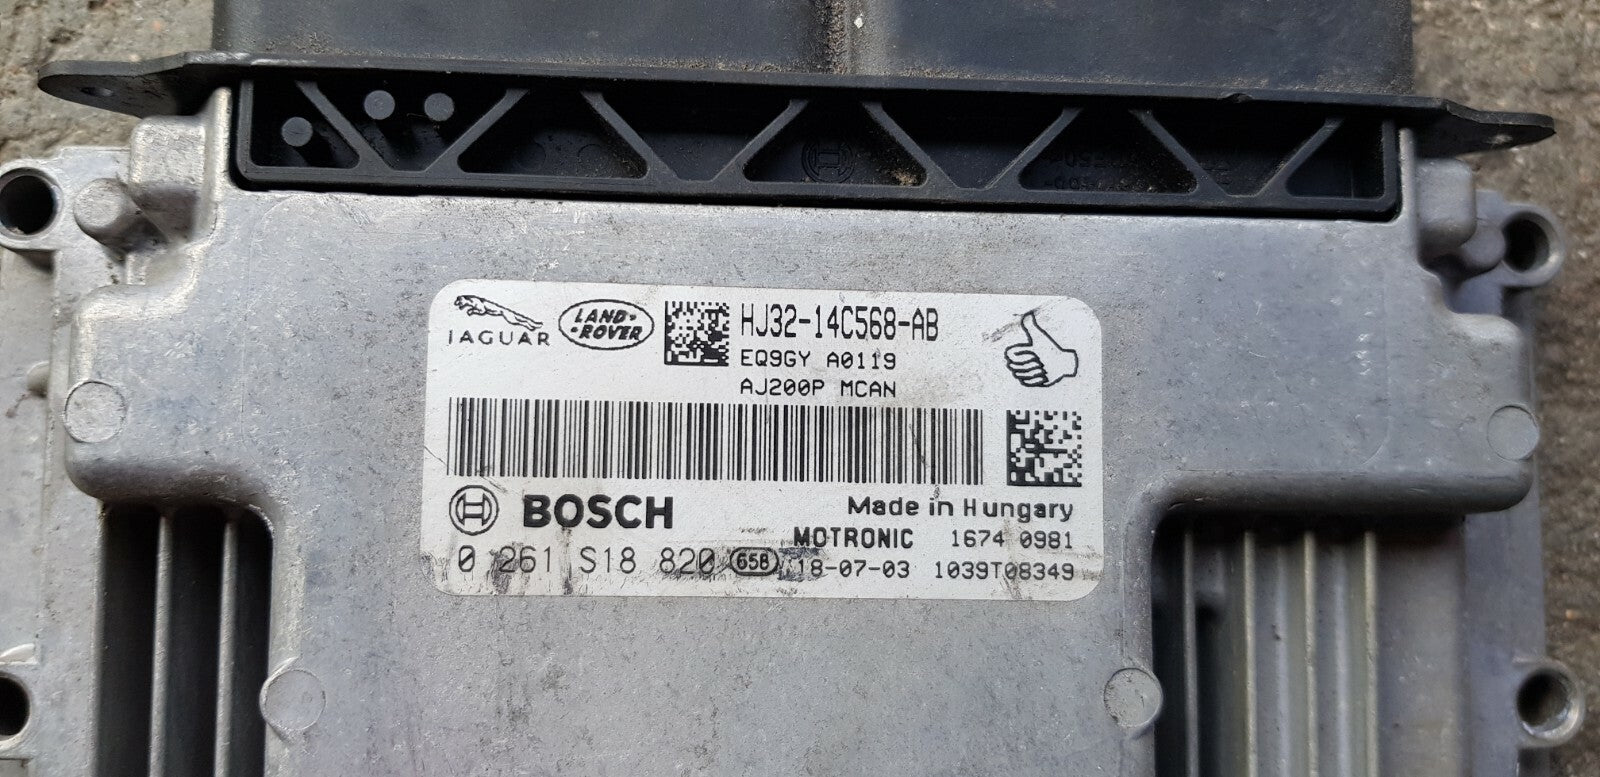 JAGUAR
LAND-
-ROVER
HJ32-14C568-AB
EQ9GY A0119
AJ200P MCAN
BOSCH
Made in Hungary
MOTRONIC 1674 0981
0 261 S18 820 65B 18-07-03 1039T08349